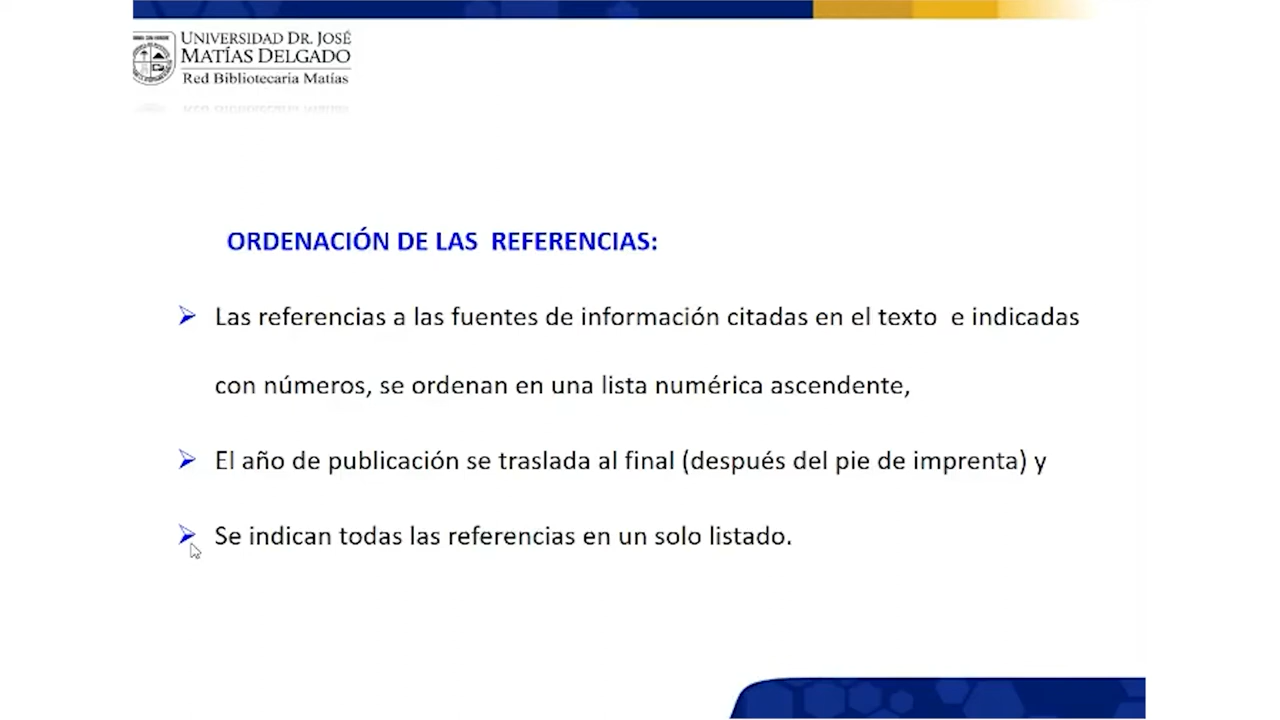 UNIVERSIDAD DR. JOSÉ
MATÍAS DELGADO
Red Bibliotecaria Matías
ORDENACIÓN DE LAS  REFERENCIAS:
Las referencias a las fuentes de información citadas en el texto  e indicadas
con números, se ordenan en una lista numérica ascendente,
El año de publicación se traslada al final (después del pie de imprenta) y
Se indican todas las referencias en un solo listado.